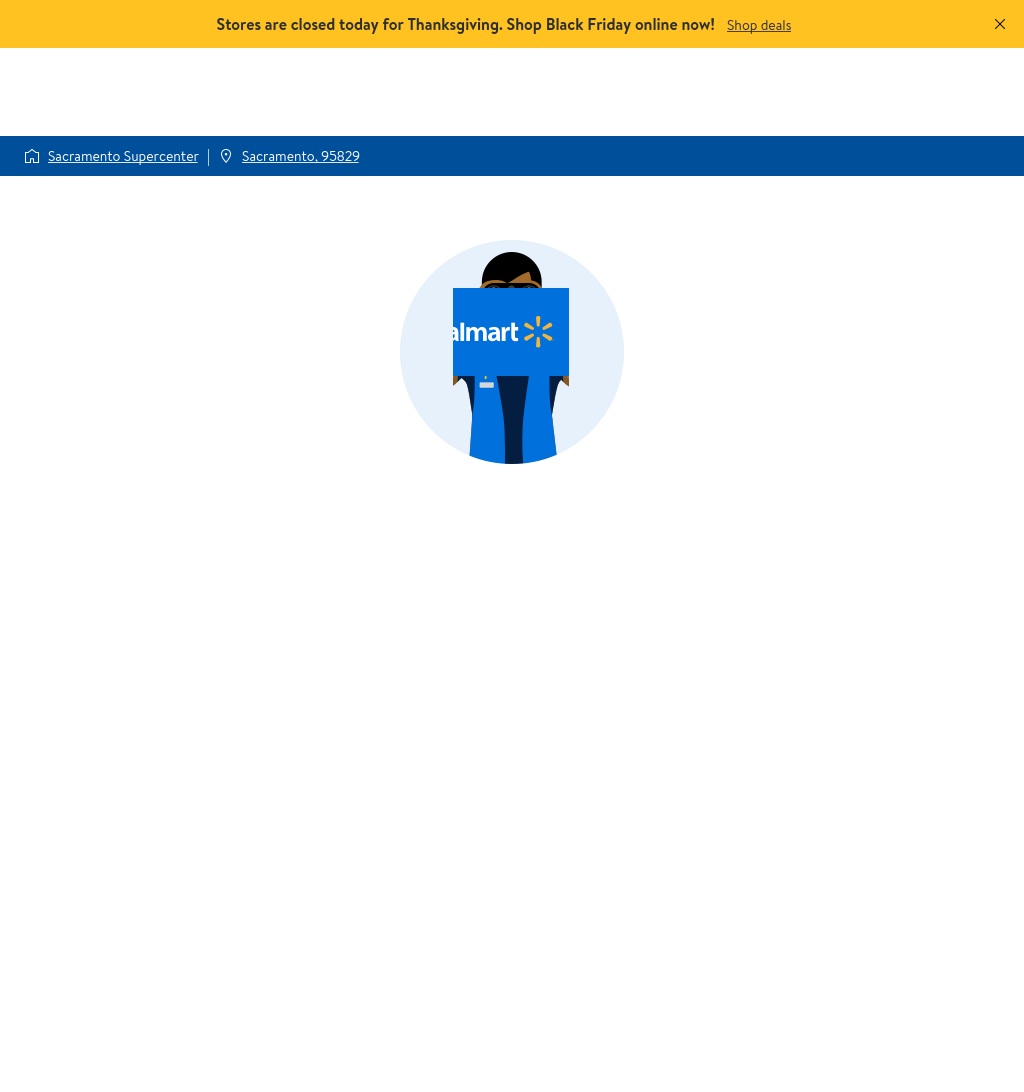 Stores are closed today for Thanksgiving. Shop Black Friday online now! Shop deals
Sacramento Supercenter | Sacramento, 95829
almart